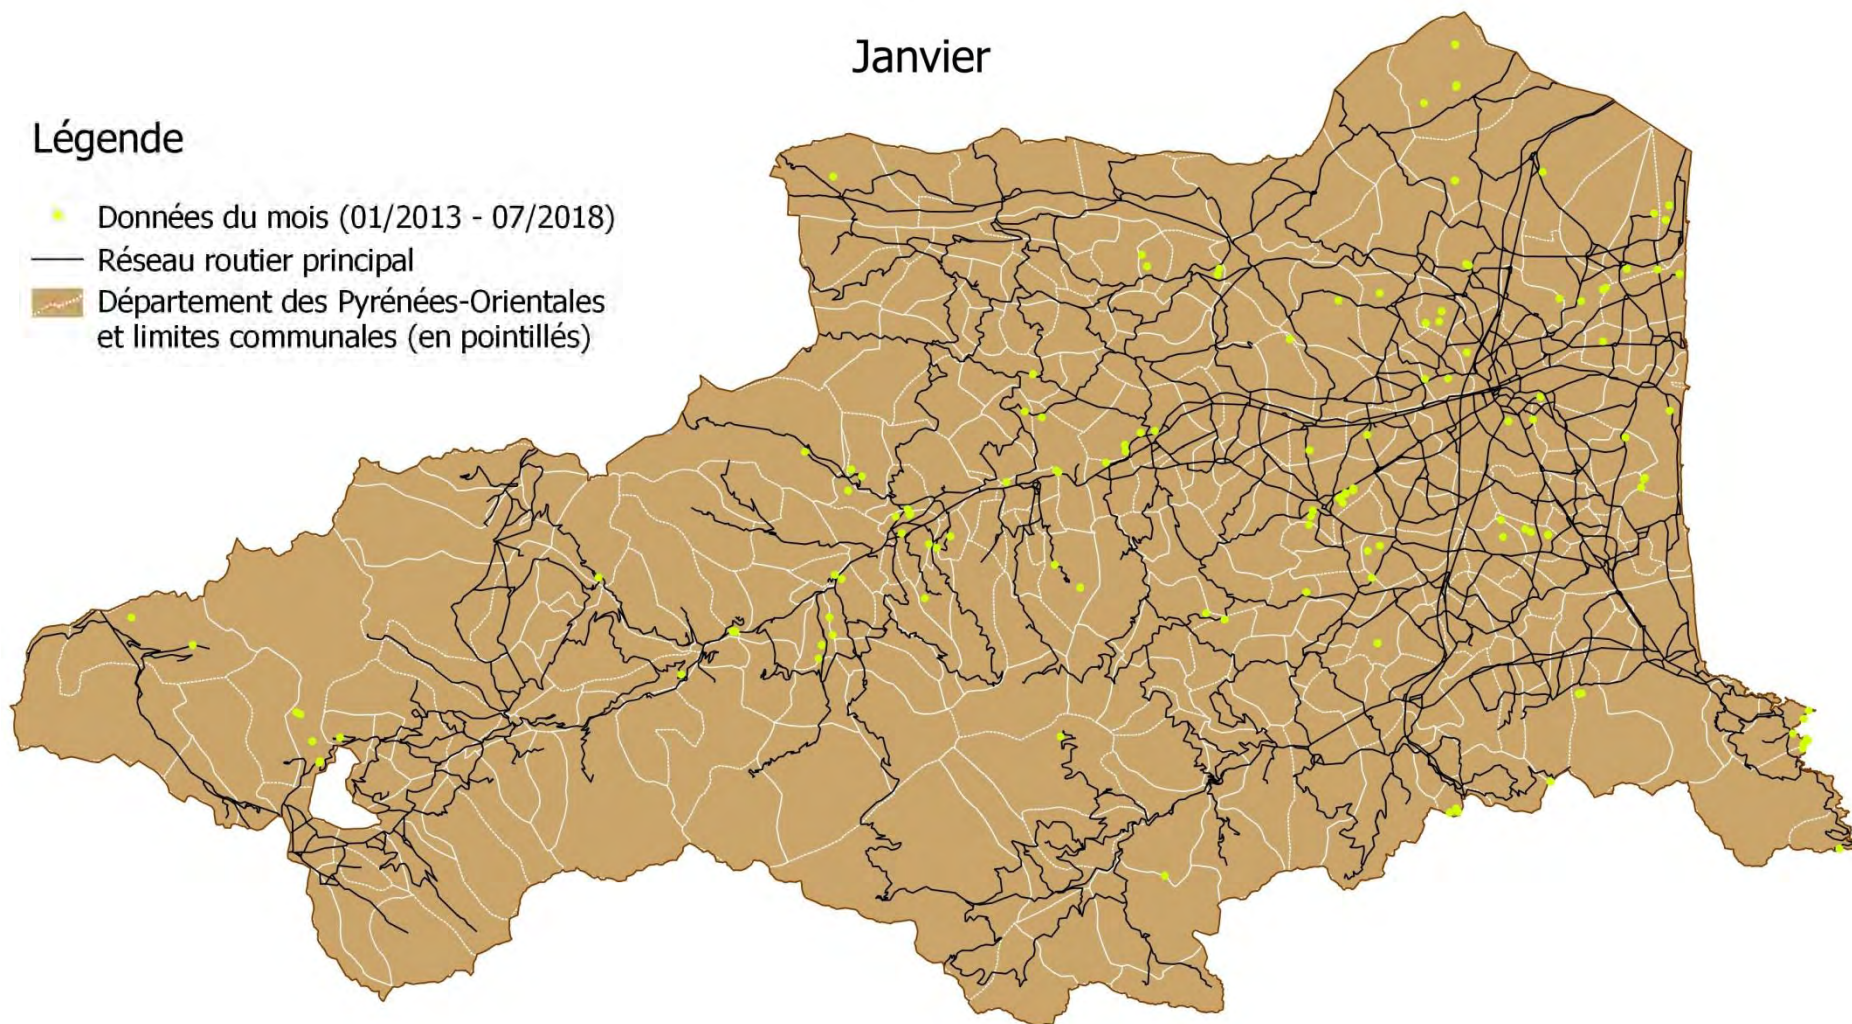 Janvier
Légende
Données du mois (01/2013 - 07/2018)
Réseau routier principal
Département des Pyrénées-Orientales
et limites communales (en pointillés)